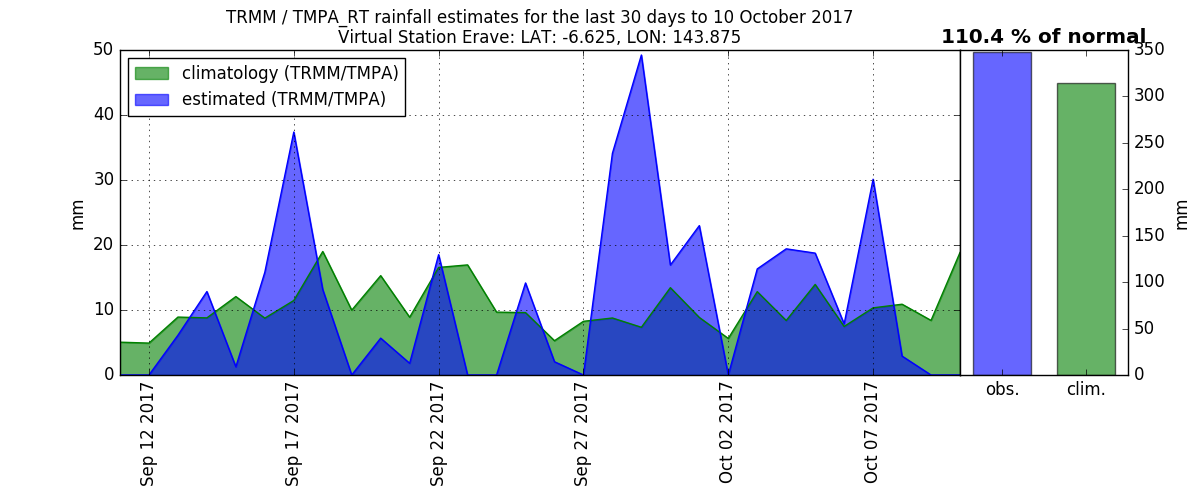 TRMM / TMPA_RT rainfall estimates for the last 30 days to 10 October 2017
Virtual Station Erave: LAT: -6.625, LON: 143.875
110.4 % of normal
climatology (TRMM/TMPA)
estimated (TRMM/TMPA)
50
40
30
20
10
0
mm
Sep 12 2017
Sep 17 2017
Sep 22 2017
Sep 27 2017
Oct 02 2017
Oct 07 2017
obs.
clim.
350
300
250
200
150
100
50
0
mm